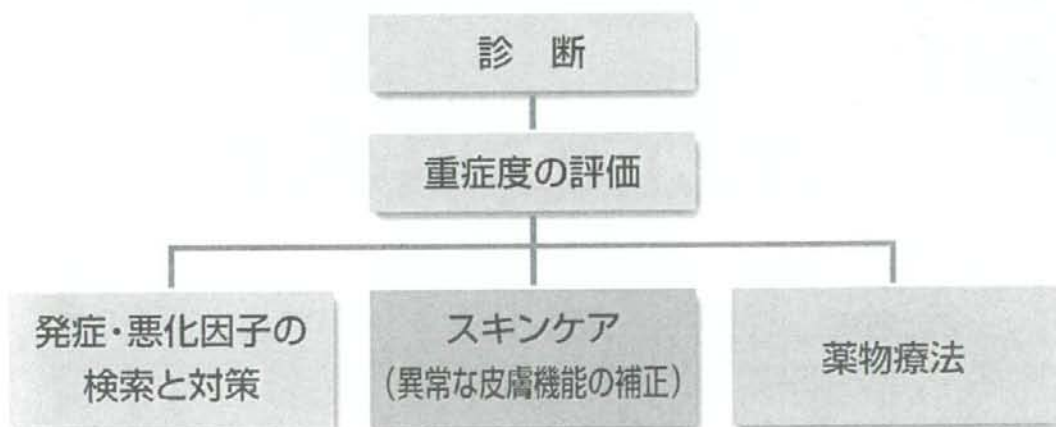 診 断
重症度の評価
発症・悪化因子の
検索と対策
スキンケア
(異常な皮膚機能の補正)
薬物療法